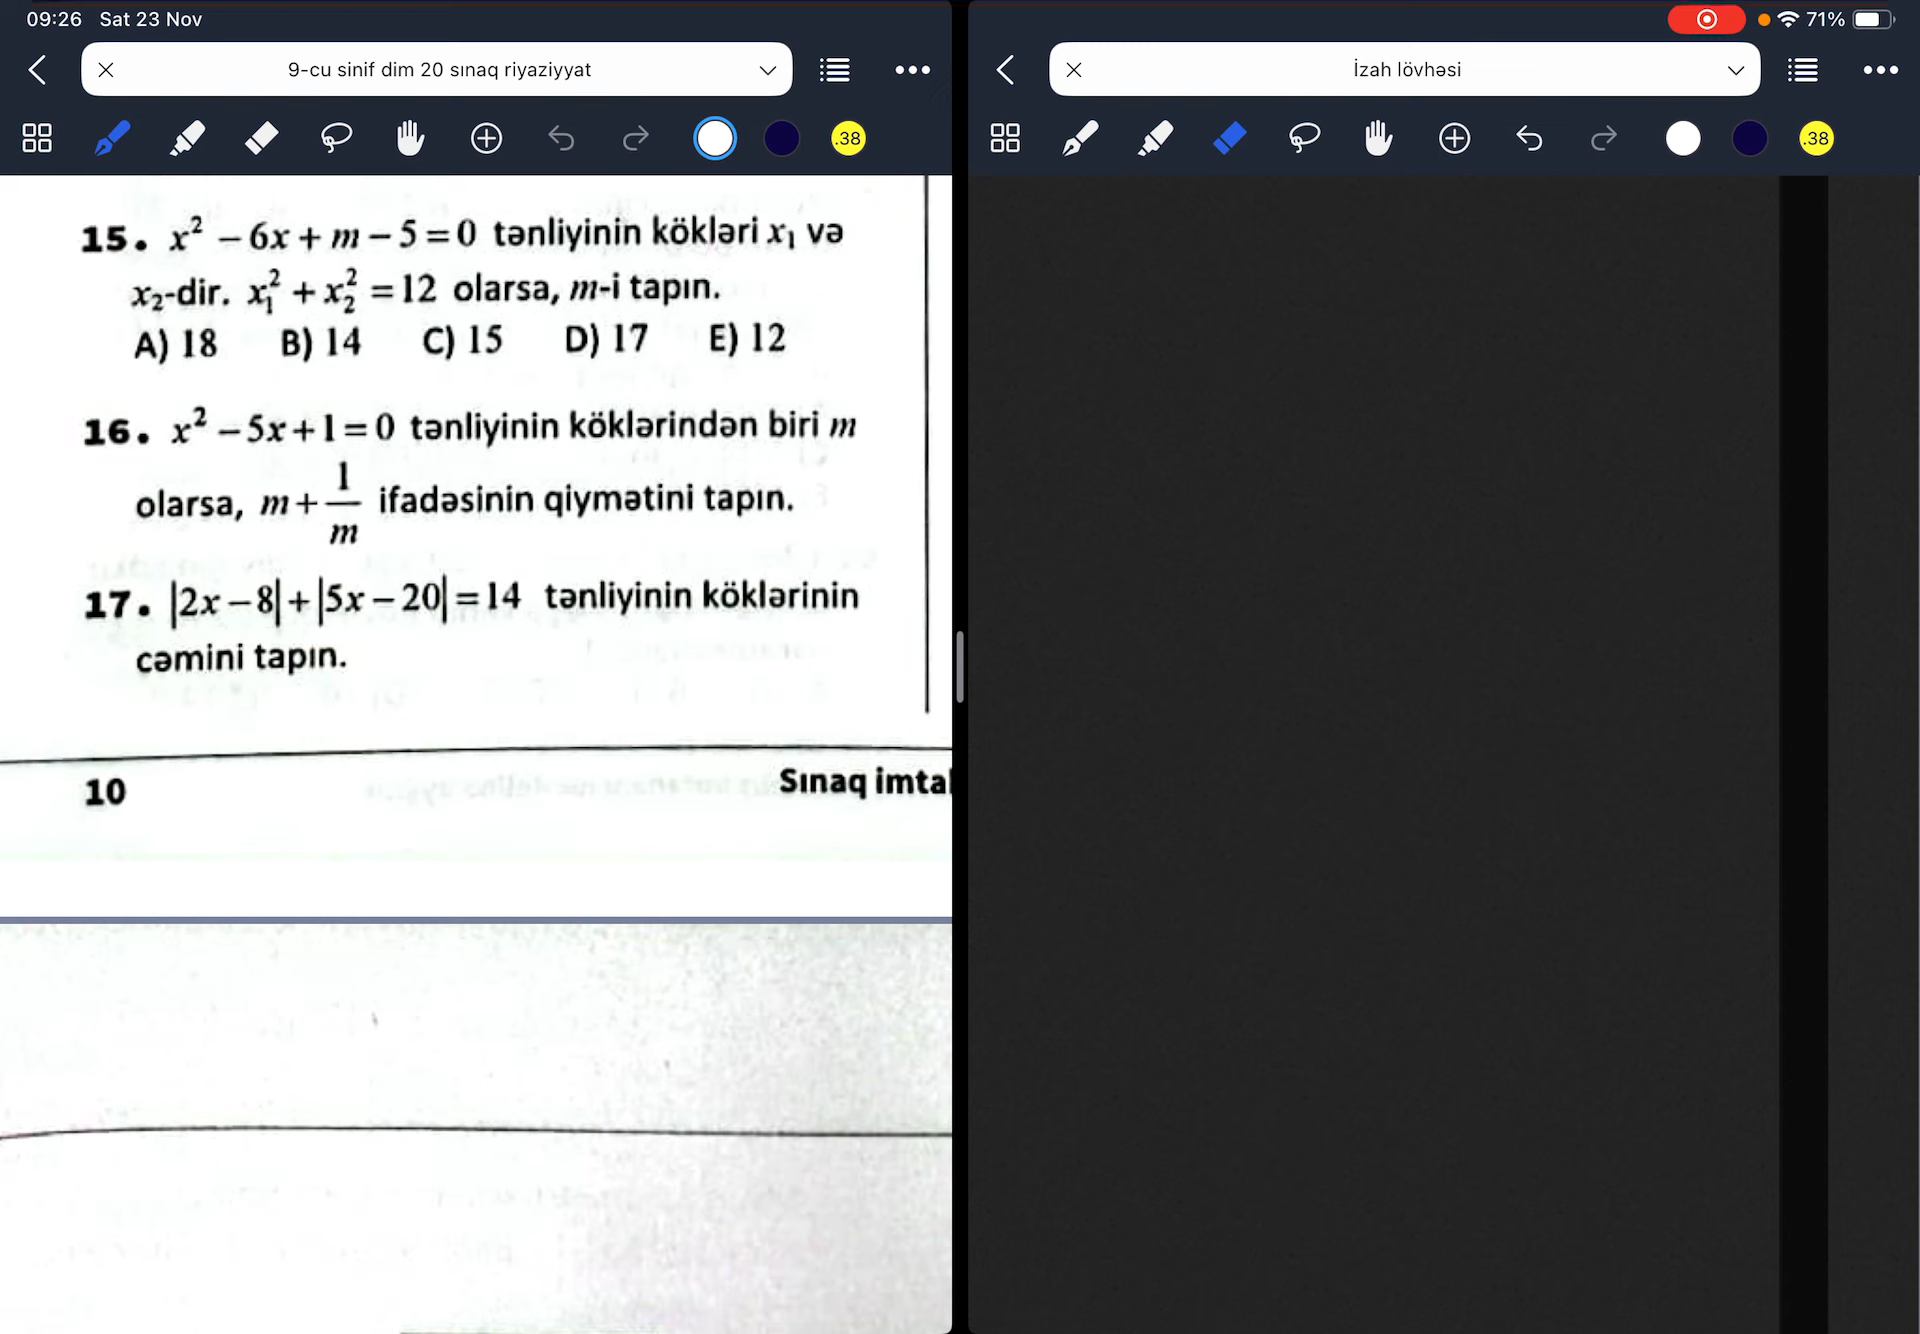 09:26 Sat 23 Nov
71%
9-cu sinif dim 20 sınaq riyaziyyat
İzah lövhəsi
.38
.38
15. x² − 6x + m − 5 = 0 tənliyinin kökləri x₁ və
x₂-dir. x₁² + x₂² = 12 olarsa, m-i tapın.
A) 18 B) 14 C) 15 D) 17 E) 12
16. x² − 5x + 1 = 0 tənliyinin köklərindən biri m
olarsa, m + 1/m ifadəsinin qiymətini tapın.
17. |2x − 8| + |5x − 20| = 14 tənliyinin köklərinin
cəmini tapın.
10
Sınaq imta